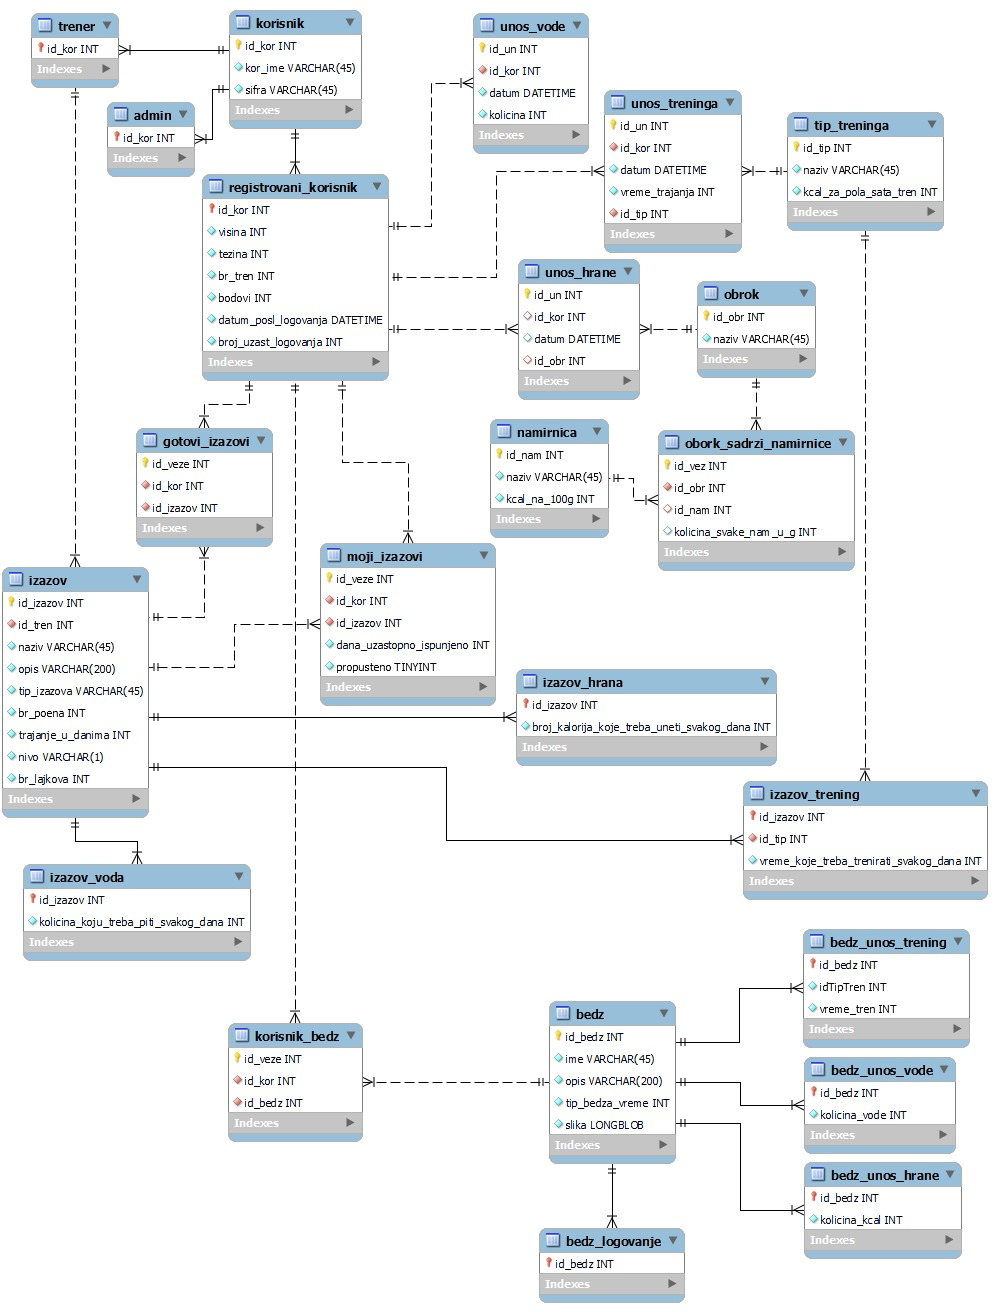 trener
id_kor INT
Indexes
korisnik
id_kor INT
kor_ime VARCHAR(45)
sifra VARCHAR(45)
Indexes
admin
id_kor INT
Indexes
unos_vode
id_un INT
id_kor INT
datum DATETIME
kolicina INT
Indexes
unos_treninga
id_un INT
id_kor INT
datum DATETIME
vreme_trajanja INT
id_tip INT
Indexes
tip_treninga
id_tip INT
naziv VARCHAR(45)
kcal_za_pola_sata_tren INT
Indexes
registrovani_korisnik
id_kor INT
visina INT
tezina INT
br_tren INT
bodovi INT
datum_posl_logovanja DATETIME
broj_uzast_logovanja INT
Indexes
unos_hrane
id_un INT
id_kor INT
datum DATETIME
id_obr INT
Indexes
obrok
id_obr INT
naziv VARCHAR(45)
Indexes
gotovi_izazovi
id_veze INT
id_kor INT
id_izazov INT
Indexes
namirnica
id_nam INT
naziv VARCHAR(45)
kcal_na_100g INT
Indexes
obork_sadrzi_namirnice
id_vez INT
id_obr INT
id_nam INT
kolicina_svake_nam_u_g INT
Indexes
moji_izazovi
id_veze INT
id_kor INT
id_izazov INT
dana_uzastopno_ispunjeno INT
propusteno TINYINT
Indexes
izazov
id_izazov INT
id_tren INT
naziv VARCHAR(45)
opis VARCHAR(200)
tip_izazova VARCHAR(45)
br_poena INT
trajanje_u_danima INT
nivo VARCHAR(1)
br_lajkova INT
Indexes
izazov_hrana
id_izazov INT
broj_kalorija_koje_treba_uneti_svakog_dana INT
Indexes
izazov_trening
id_izazov INT
id_tip INT
vreme_koje_treba_trenirati_svakog_dana INT
Indexes
izazov_voda
id_izazov INT
kolicina_koju_treba_piti_svakog_dana INT
Indexes
korisnik_bedz
id_veze INT
id_kor INT
id_bedz INT
Indexes
bedz
id_bedz INT
ime VARCHAR(45)
opis VARCHAR(200)
tip_bedza_vreme INT
slika LONGBLOB
Indexes
bedz_unos_trening
id_bedz INT
idTipTren INT
vreme_tren INT
Indexes
bedz_unos_vode
id_bedz INT
kolicina_vode INT
Indexes
bedz_unos_hrane
id_bedz INT
kolicina_kcal INT
Indexes
bedz_logovanje
id_bedz INT
Indexes